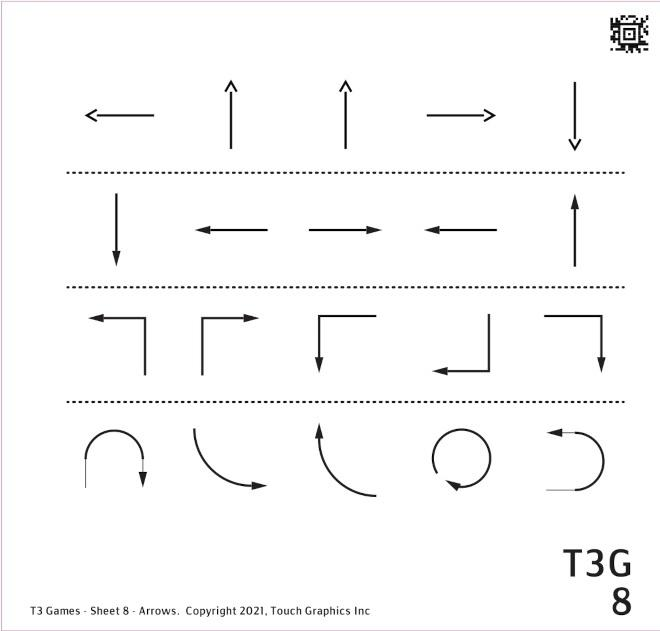 T3G
8
T3 Games - Sheet 8 - Arrows. Copyright 2021, Touch Graphics Inc